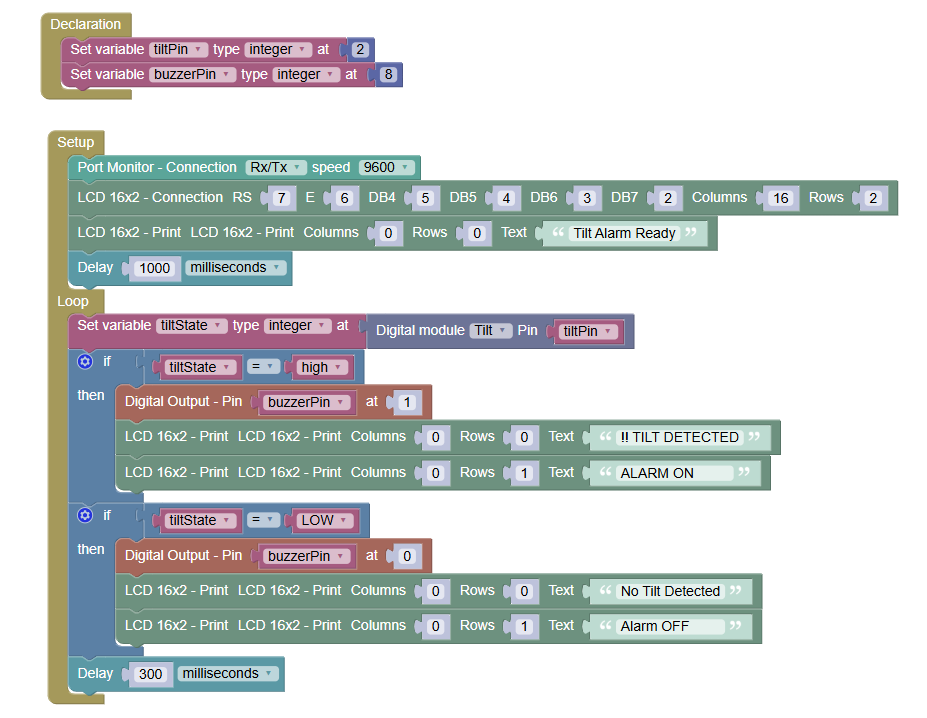 Declaration
Set variable tiltPin type integer at 2
Set variable buzzerPin type integer at 8
Setup
Port Monitor - Connection Rx/Tx speed 9600
LCD 16x2 - Connection RS 7 E 6 DB4 5 DB5 4 DB6 3 DB7 2 Columns 16 Rows 2
LCD 16x2 - Print LCD 16x2 - Print Columns 0 Rows 0 Text “ Tilt Alarm Ready ”
Delay 1000 milliseconds
Loop
Set variable tiltState type integer at Digital module Tilt Pin tiltPin
if tiltState = high
then Digital Output - Pin buzzerPin at 1
LCD 16x2 - Print LCD 16x2 - Print Columns 0 Rows 0 Text “ !! TILT DETECTED ”
LCD 16x2 - Print LCD 16x2 - Print Columns 0 Rows 1 Text “ ALARM ON ”
if tiltState = LOW
then Digital Output - Pin buzzerPin at 0
LCD 16x2 - Print LCD 16x2 - Print Columns 0 Rows 0 Text “ No Tilt Detected ”
LCD 16x2 - Print LCD 16x2 - Print Columns 0 Rows 1 Text “ Alarm OFF ”
Delay 300 milliseconds